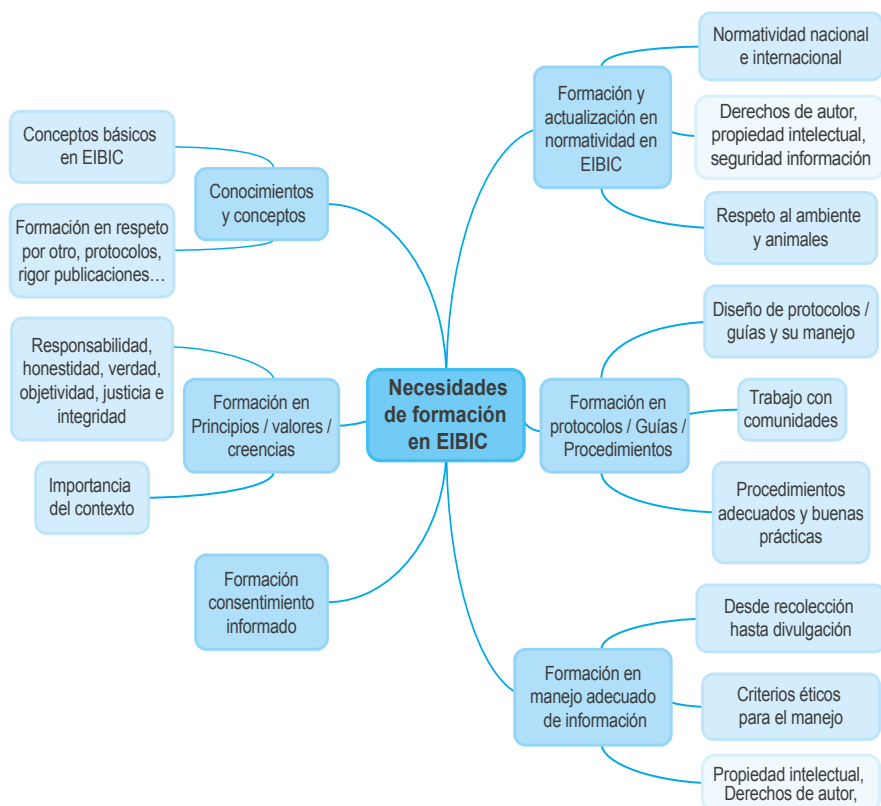 Necesidades
de formación
en EIBIC
Conocimientos
y conceptos
Conceptos básicos
en EIBIC
Formación en respeto
por otro, protocolos,
rigor publicaciones…
Formación en
Principios / valores /
creencias
Responsabilidad,
honestidad, verdad,
objetividad, justicia e
integridad
Importancia
del contexto
Formación
consentimiento
informado
Formación y
actualización en
normatividad en
EIBIC
Normatividad nacional
e internacional
Derechos de autor,
propiedad intelectual,
seguridad información
Respeto al ambiente
y animales
Formación en
protocolos / Guías /
Procedimientos
Diseño de protocolos /
guías y su manejo
Trabajo con
comunidades
Procedimientos
adecuados y buenas
prácticas
Formación en
manejo adecuado
de información
Desde recolección
hasta divulgación
Criterios éticos
para el manejo
Propiedad intelectual,
Derechos de autor,